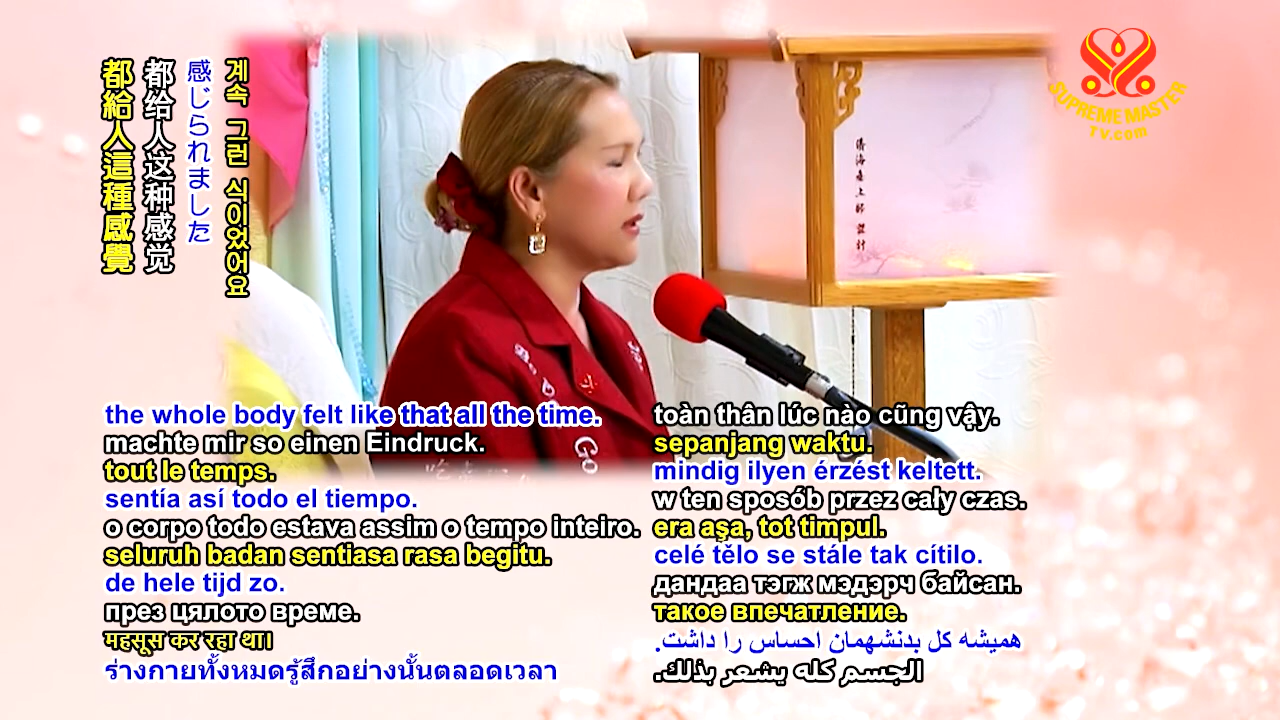 都給人這種感覺
都给人这种感觉
感じられました
계속 그런 식이었어요
SUPREME MASTER
TV.com
the whole body felt like that all the time.
machte mir so einen Eindruck.
tout le temps.
sentía así todo el tiempo.
o corpo todo estava assim o tempo inteiro.
seluruh badan sentiasa rasa begitu.
de hele tijd zo.
през цялото време.
महसूस कर रहा था।
ร่างกายทั้งหมดรู้สึกอย่างนั้นตลอดเวลา
toàn thân lúc nào cũng vậy.
sepanjang waktu.
mindig ilyen érzést keltett.
w ten sposób przez cały czas.
era aşa, tot timpul.
celé tělo se stále tak cítilo.
дандаа тэгж мэдэрч байсан.
такое впечатление.
همیشه کل بدنشهمان احساس را داشت.
الجسم كله يشعر بذلك.
Go